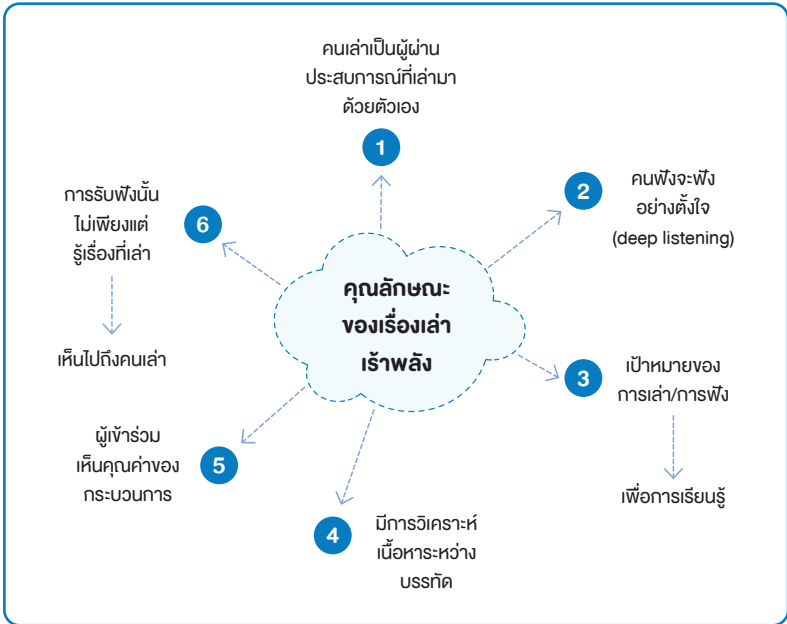 คุณลักษณะ
ของเรื่องเล่า
เร้าพลัง
คนเล่าเป็นผู้ผ่าน
ประสบการณ์ที่เล่ามา
ด้วยตัวเอง
1
2
คนฟังจะฟัง
อย่างตั้งใจ
(deep listening)
3
เป้าหมายของ
การเล่า/การฟัง
เพื่อการเรียนรู้
4
มีการวิเคราะห์
เนื้อหาระหว่าง
บรรทัด
5
ผู้เข้าร่วม
เห็นคุณค่าของ
กระบวนการ
6
การรับฟังนั้น
ไม่เพียงแต่
รู้เรื่องที่เล่า
เห็นไปถึงคนเล่า